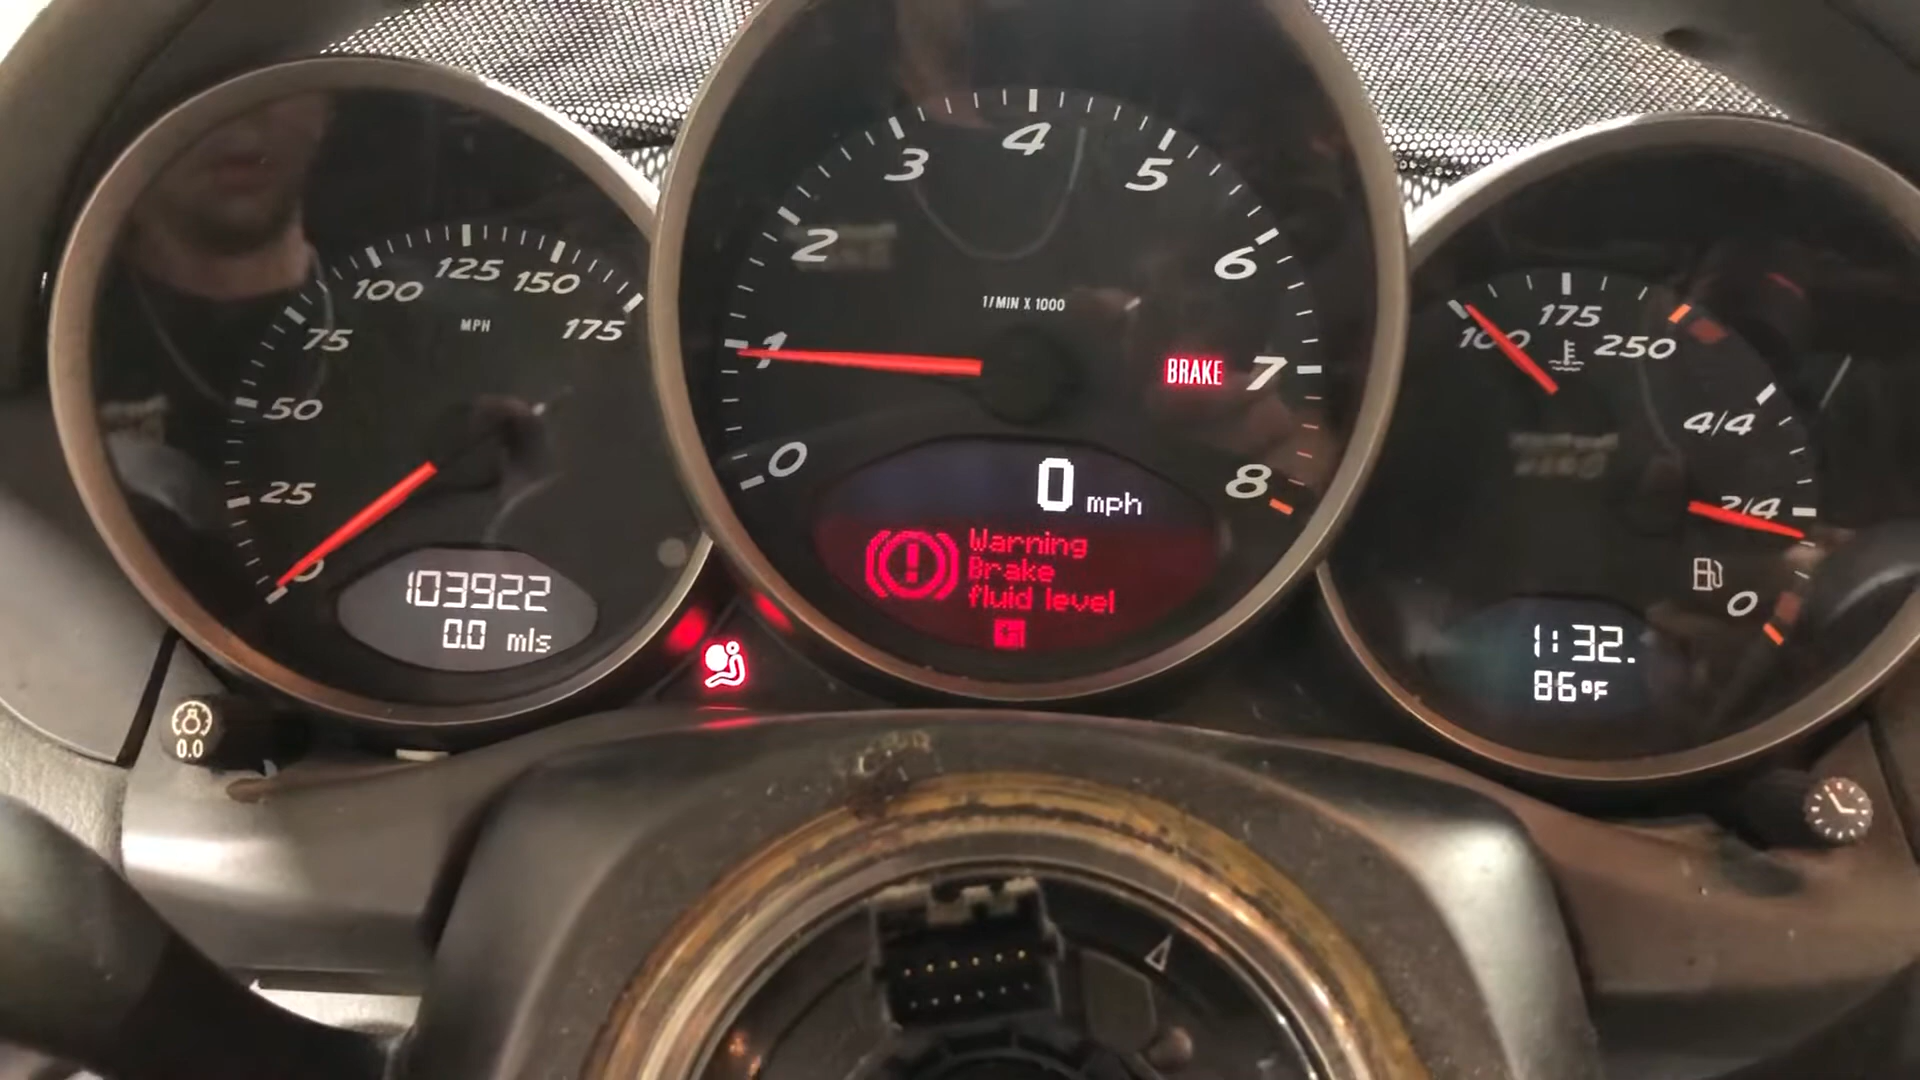 100
125
150
75
175
MPH
50
25
0
103922
0.0 mls
0.0
4
3
5
2
6
1/MIN X 1000
1
BRAKE
7
0
8
0 mph
Warning
Brake
fluid level
175
100
250
4/4
2/4
0
1:32.
86°F